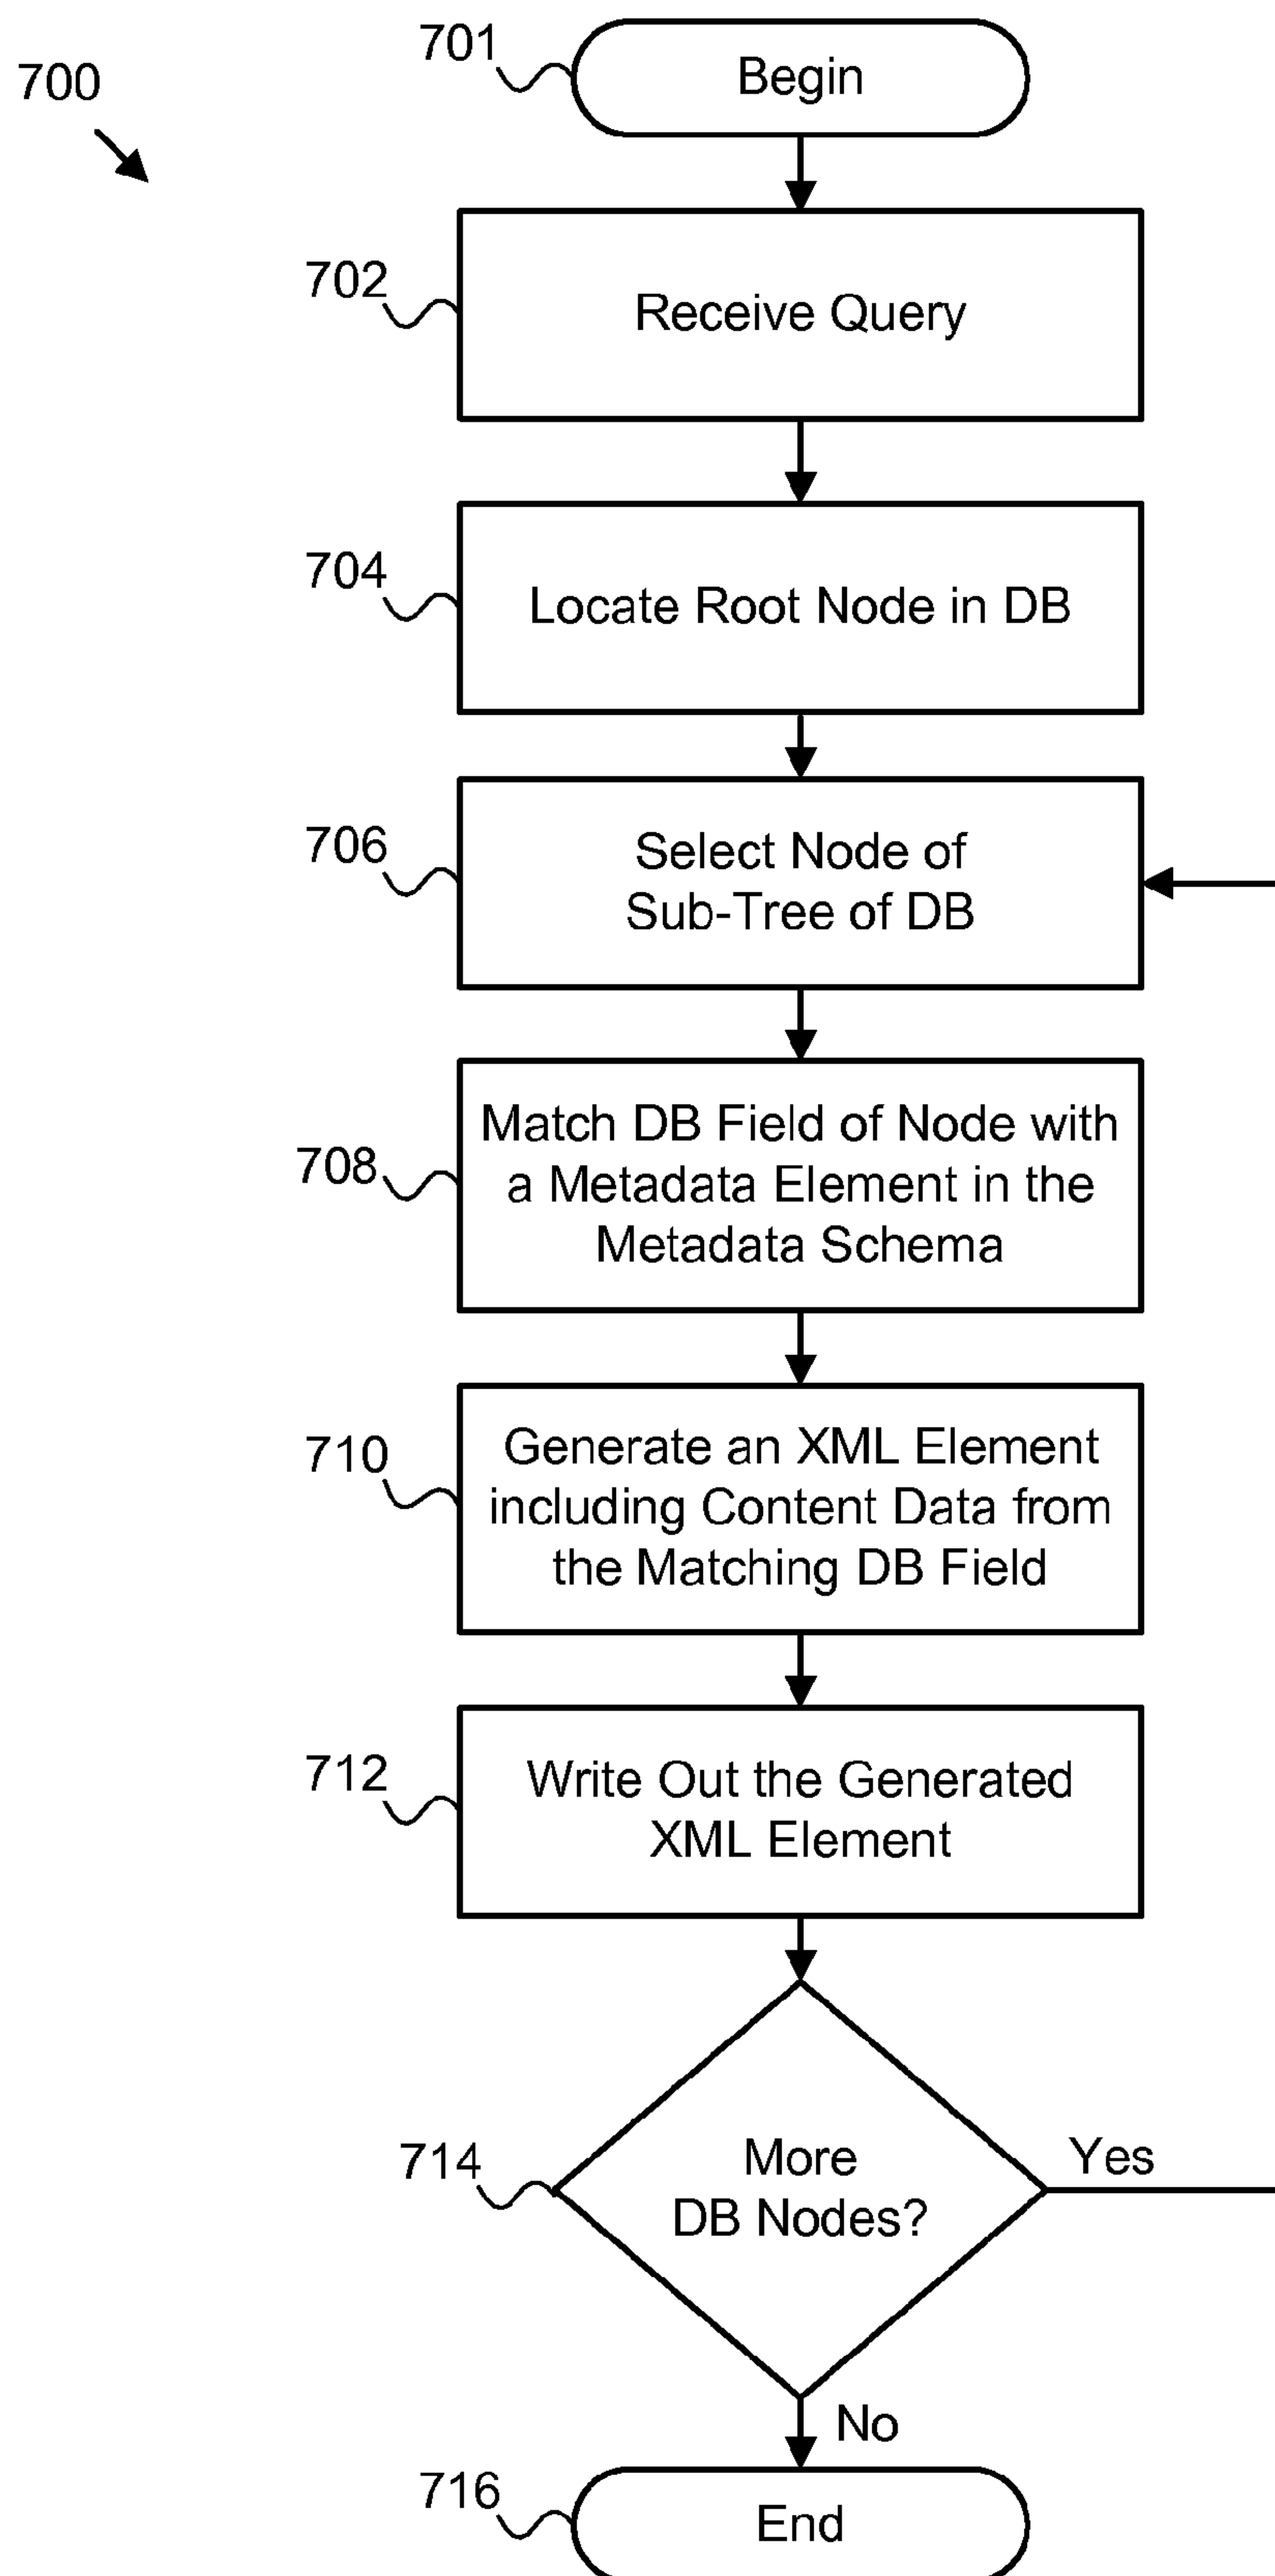 700
701
Begin
702
Receive Query
704
Locate Root Node in DB
706
Select Node of
Sub-Tree of DB
708
Match DB Field of Node with
a Metadata Element in the
Metadata Schema
710
Generate an XML Element
including Content Data from
the Matching DB Field
712
Write Out the Generated
XML Element
714
More
DB Nodes?
Yes
No
716
End